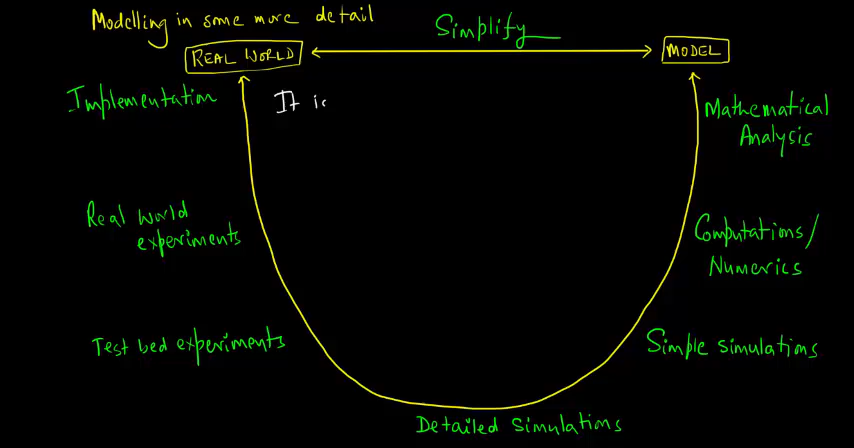 Modelling in some more detail
Simplify
REAL WORLD
MODEL
Implementation
It is
Mathematical
Analysis
Real World
experiments
Computations/
Numerics
Test bed experiments
Simple simulations
Detailed simulations